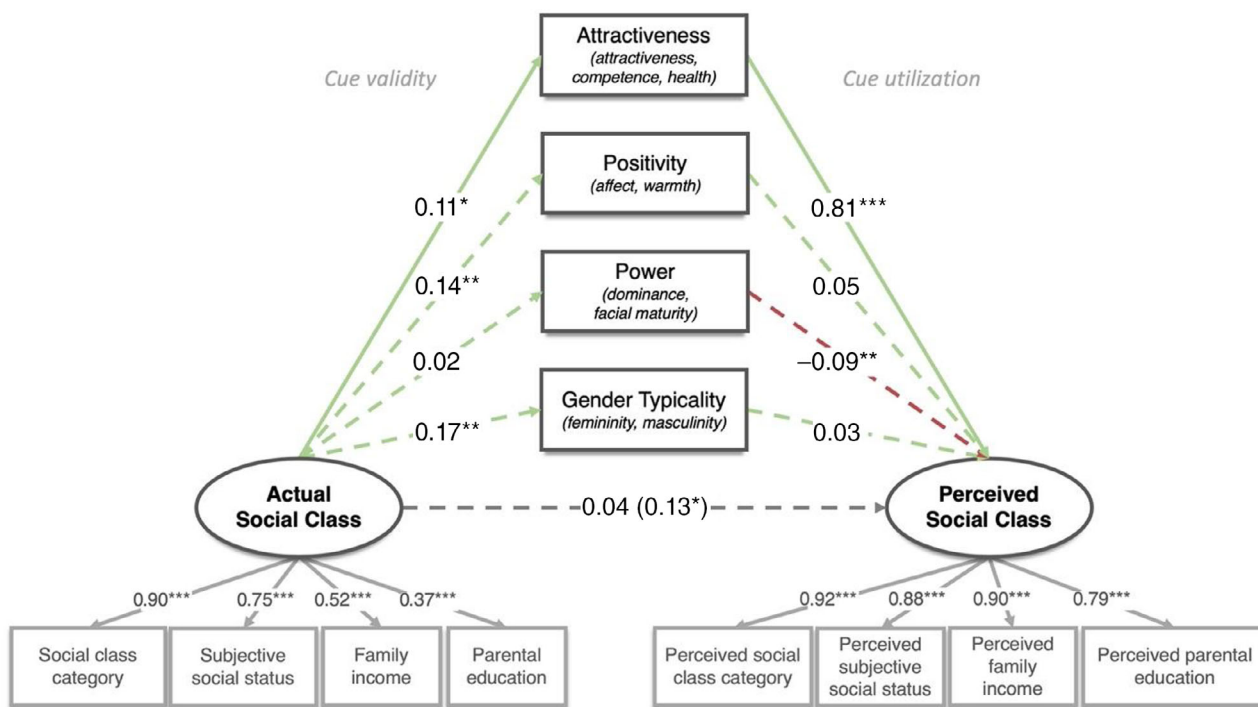 Attractiveness
(attractiveness,
competence, health)
Cue validity
Cue utilization
Positivity
(affect, warmth)
0.11*
0.81***
Power
(dominance,
facial maturity)
0.14**
0.05
0.02
–0.09**
Gender Typicality
(femininity, masculinity)
0.17**
0.03
Actual
Social Class
0.04 (0.13*)
Perceived
Social Class
0.90***
0.75***
0.52***
0.37***
0.92***
0.88***
0.90***
0.79***
Social class
category
Subjective
social status
Family
income
Parental
education
Perceived social
class category
Perceived
subjective
social status
Perceived
family
income
Perceived parental
education